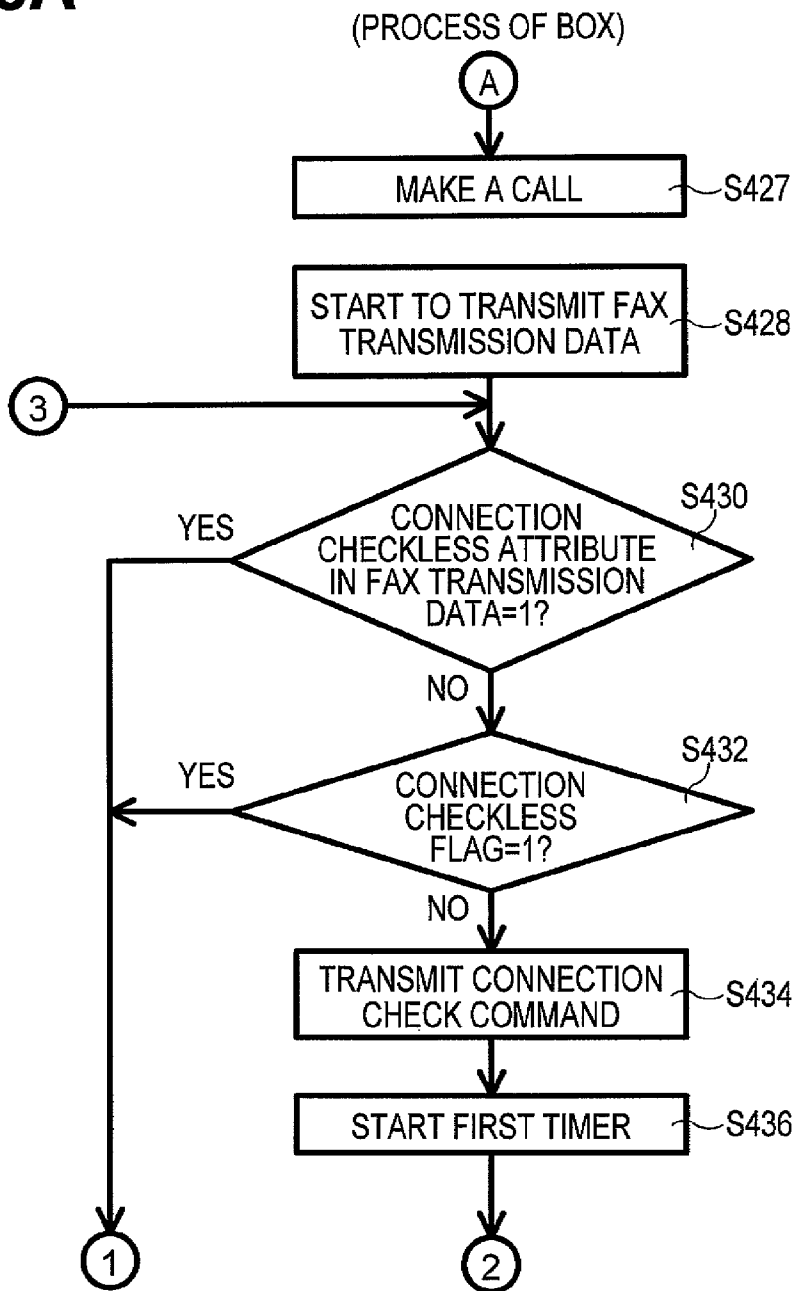 (PROCESS OF BOX)
A
MAKE A CALL
S427
START TO TRANSMIT FAX
TRANSMISSION DATA
S428
3
S430
YES
CONNECTION
CHECKLESS ATTRIBUTE
IN FAX TRANSMISSION
DATA=1?
NO
S432
YES
CONNECTION
CHECKLESS
FLAG=1?
NO
TRANSMIT CONNECTION
CHECK COMMAND
S434
START FIRST TIMER
S436
1
2